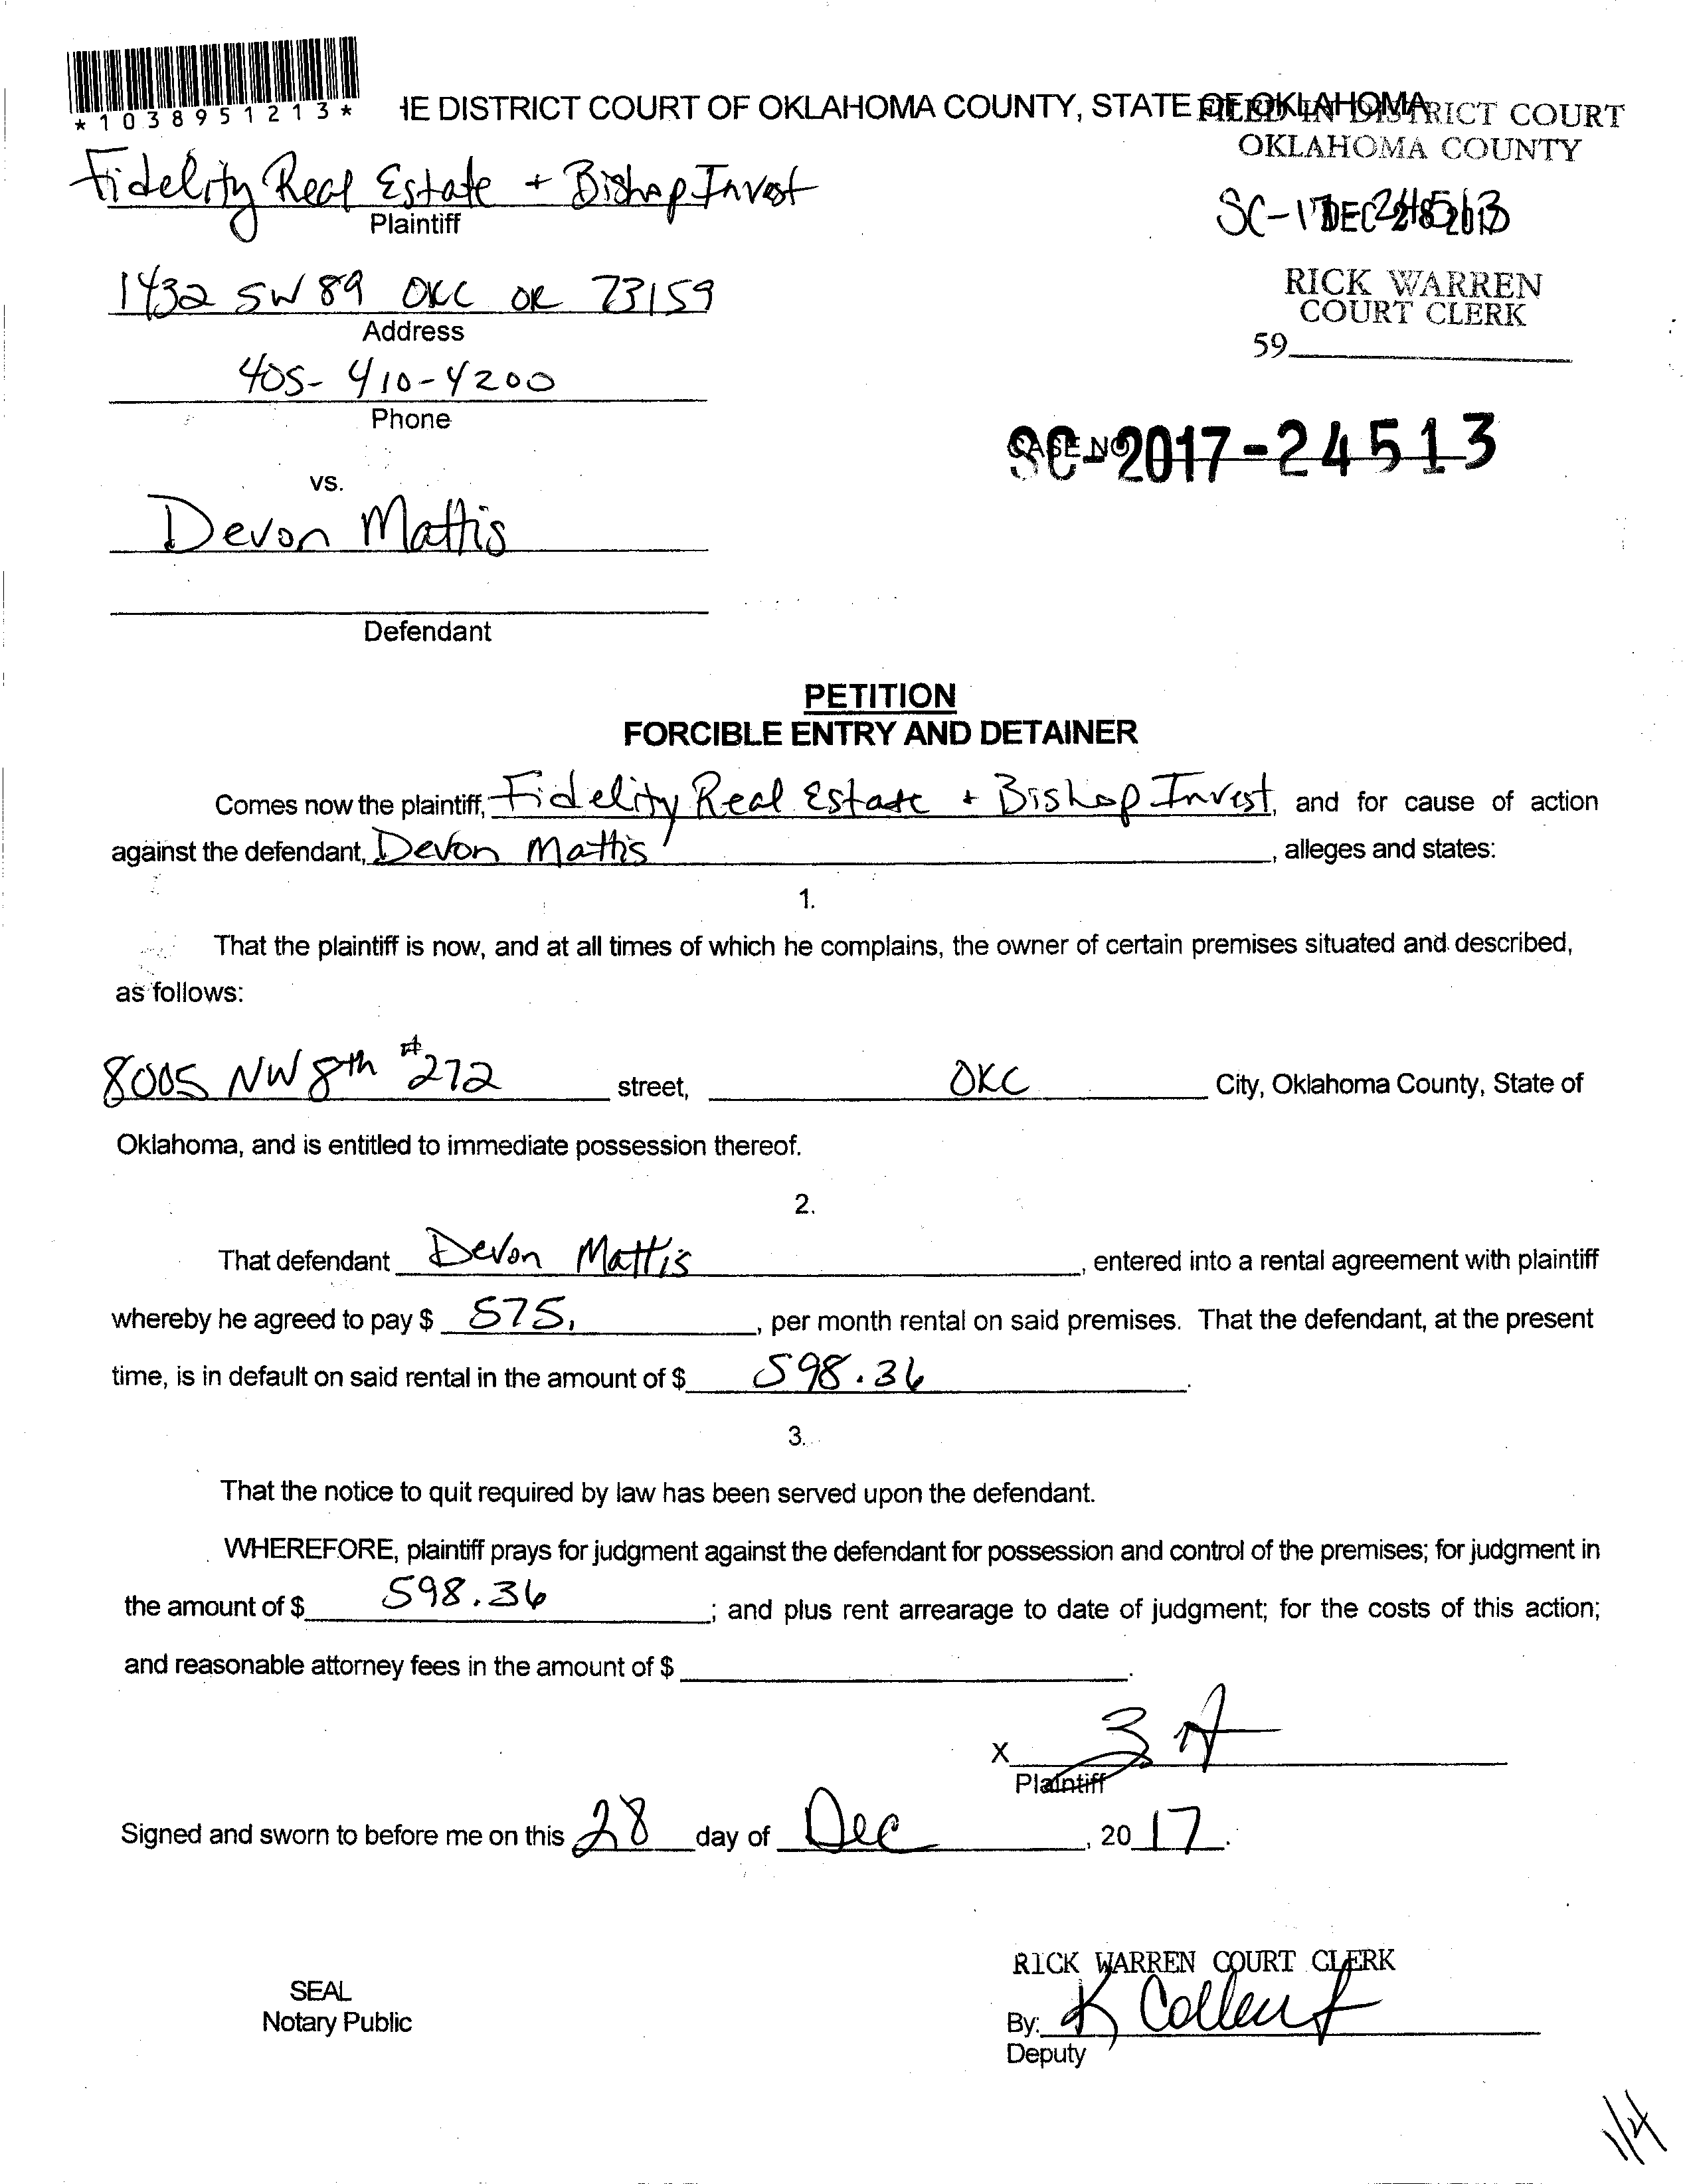 *1038951213*
HE DISTRICT COURT OF OKLAHOMA COUNTY, STATE OF OKLAHOMA
FILED IN DISTRICT COURT
OKLAHOMA COUNTY
Fidelity Real Estate + Bishop Invest
Plaintiff
SC-17-24513
DEC 28 2017
1432 SW 89 OKC OK 73159
Address
RICK WARREN
COURT CLERK
59
405-410-4200
Phone
CASE NO
SC-2017-24513
vs.
Devon Mattis
Defendant
PETITION
FORCIBLE ENTRY AND DETAINER
Comes now the plaintiff, Fidelity Real Estate + Bishop Invest, and for cause of action
against the defendant, Devon Mattis, alleges and states:
1.
That the plaintiff is now, and at all times of which he complains, the owner of certain premises situated and described,
as follows:
8005 NW 8th #272 street, OKC City, Oklahoma County, State of
Oklahoma, and is entitled to immediate possession thereof.
2.
That defendant Devon Mattis, entered into a rental agreement with plaintiff
whereby he agreed to pay $ 575, per month rental on said premises. That the defendant, at the present
time, is in default on said rental in the amount of $ 598.36.
3.
That the notice to quit required by law has been served upon the defendant.
WHEREFORE, plaintiff prays for judgment against the defendant for possession and control of the premises; for judgment in
the amount of $ 598.36; and plus rent arrearage to date of judgment; for the costs of this action;
and reasonable attorney fees in the amount of $ .
X
Plaintiff
Signed and sworn to before me on this 28 day of Dec, 2017.
RICK WARREN COURT CLERK
SEAL
Notary Public
By: K
Deputy
1/4